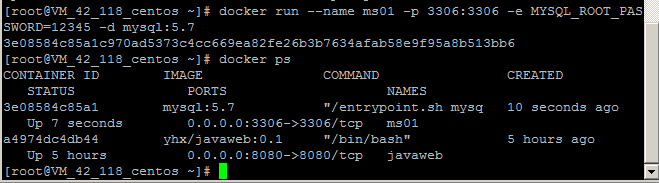 [root@VM_42_118_centos ~]# docker run --name ms01 -p 3306:3306 -e MYSQL_ROOT_PAS
SWORD=12345 -d mysql:5.7
3e08584c85a1c970ad5373c4cc669ea82fe26b3b7634afab58e9f95a8b513bb6
[root@VM_42_118_centos ~]# docker ps
CONTAINER ID        IMAGE               COMMAND                CREATED
   STATUS              PORTS                    NAMES
3e08584c85a1        mysql:5.7           "/entrypoint.sh mysq   10 seconds ago
   Up 7 seconds        0.0.0.0:3306->3306/tcp   ms01
a4974dc4db44        yhx/javaweb:0.1     "/bin/bash"            5 hours ago
   Up 5 hours          0.0.0.0:8080->8080/tcp   javaweb
[root@VM_42_118_centos ~]#